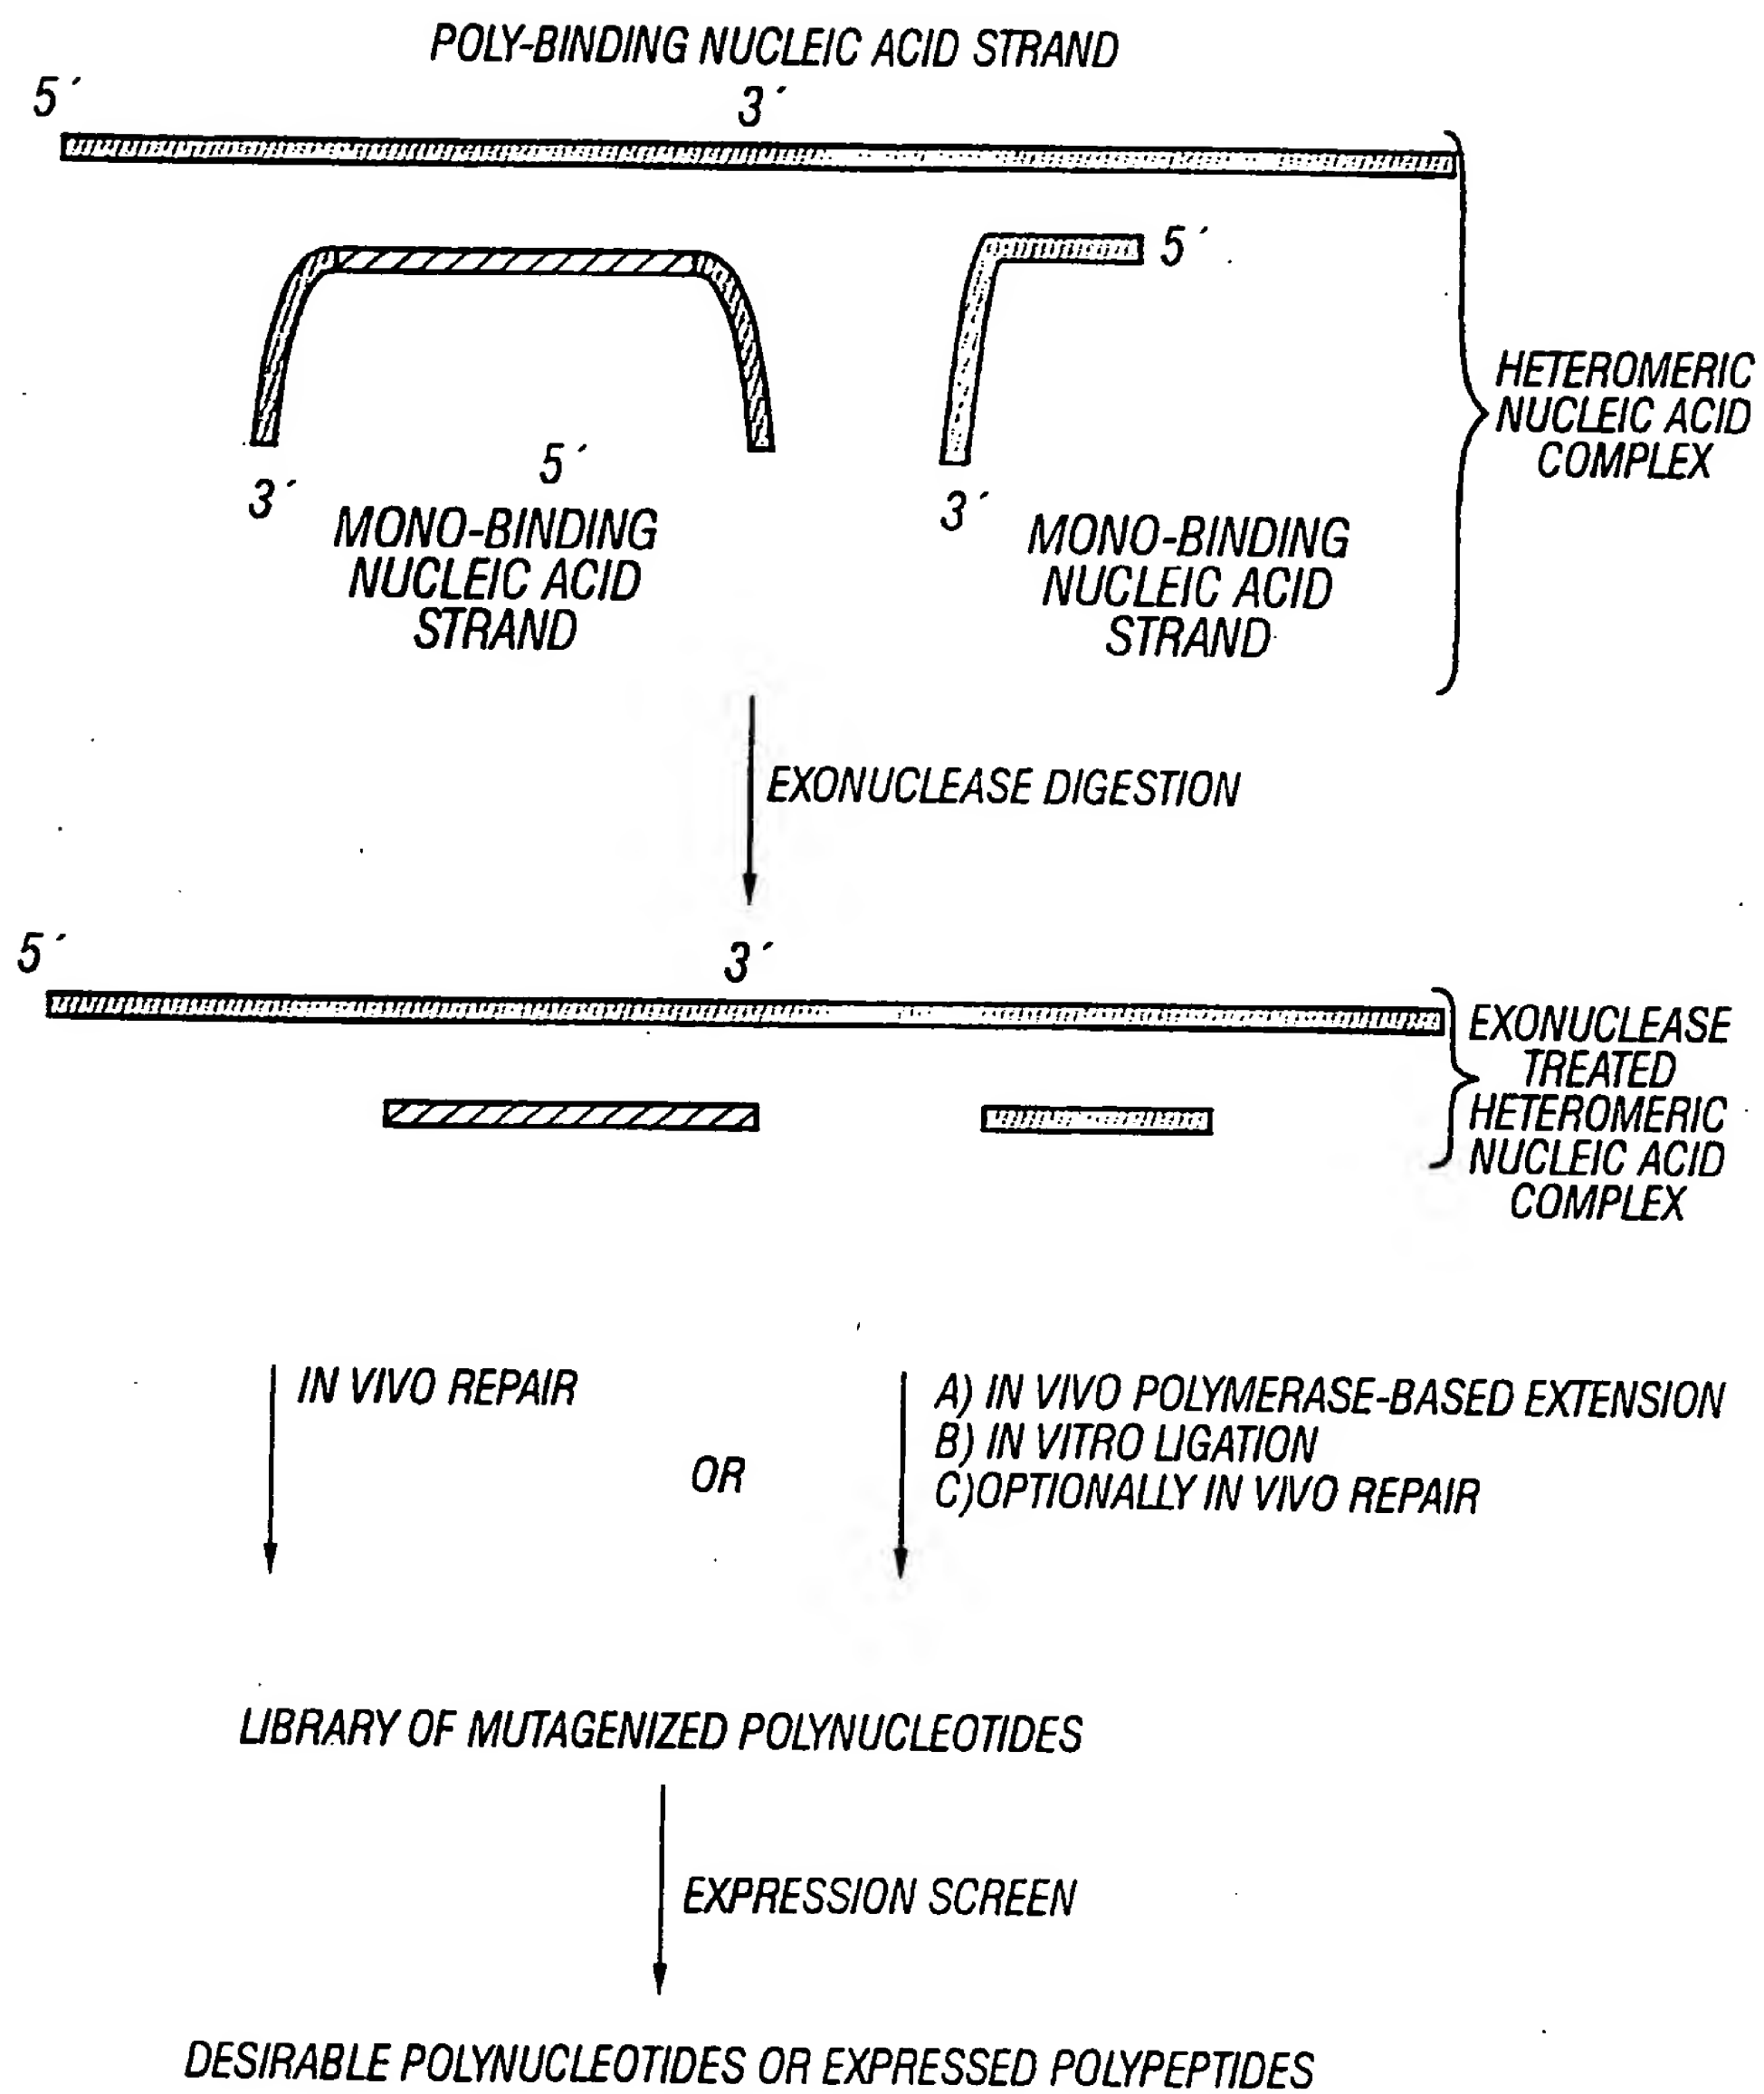 POLY-BINDING NUCLEIC ACID STRAND
5´
3´
5´
HETEROMERIC
NUCLEIC ACID
COMPLEX
3´
5´
MONO-BINDING
NUCLEIC ACID
STRAND
3´
MONO-BINDING
NUCLEIC ACID
STRAND
EXONUCLEASE DIGESTION
5´
3´
EXONUCLEASE
TREATED
HETEROMERIC
NUCLEIC ACID
COMPLEX
IN VIVO REPAIR
OR
A) IN VIVO POLYMERASE-BASED EXTENSION
B) IN VITRO LIGATION
C)OPTIONALLY IN VIVO REPAIR
LIBRARY OF MUTAGENIZED POLYNUCLEOTIDES
EXPRESSION SCREEN
DESIRABLE POLYNUCLEOTIDES OR EXPRESSED POLYPEPTIDES